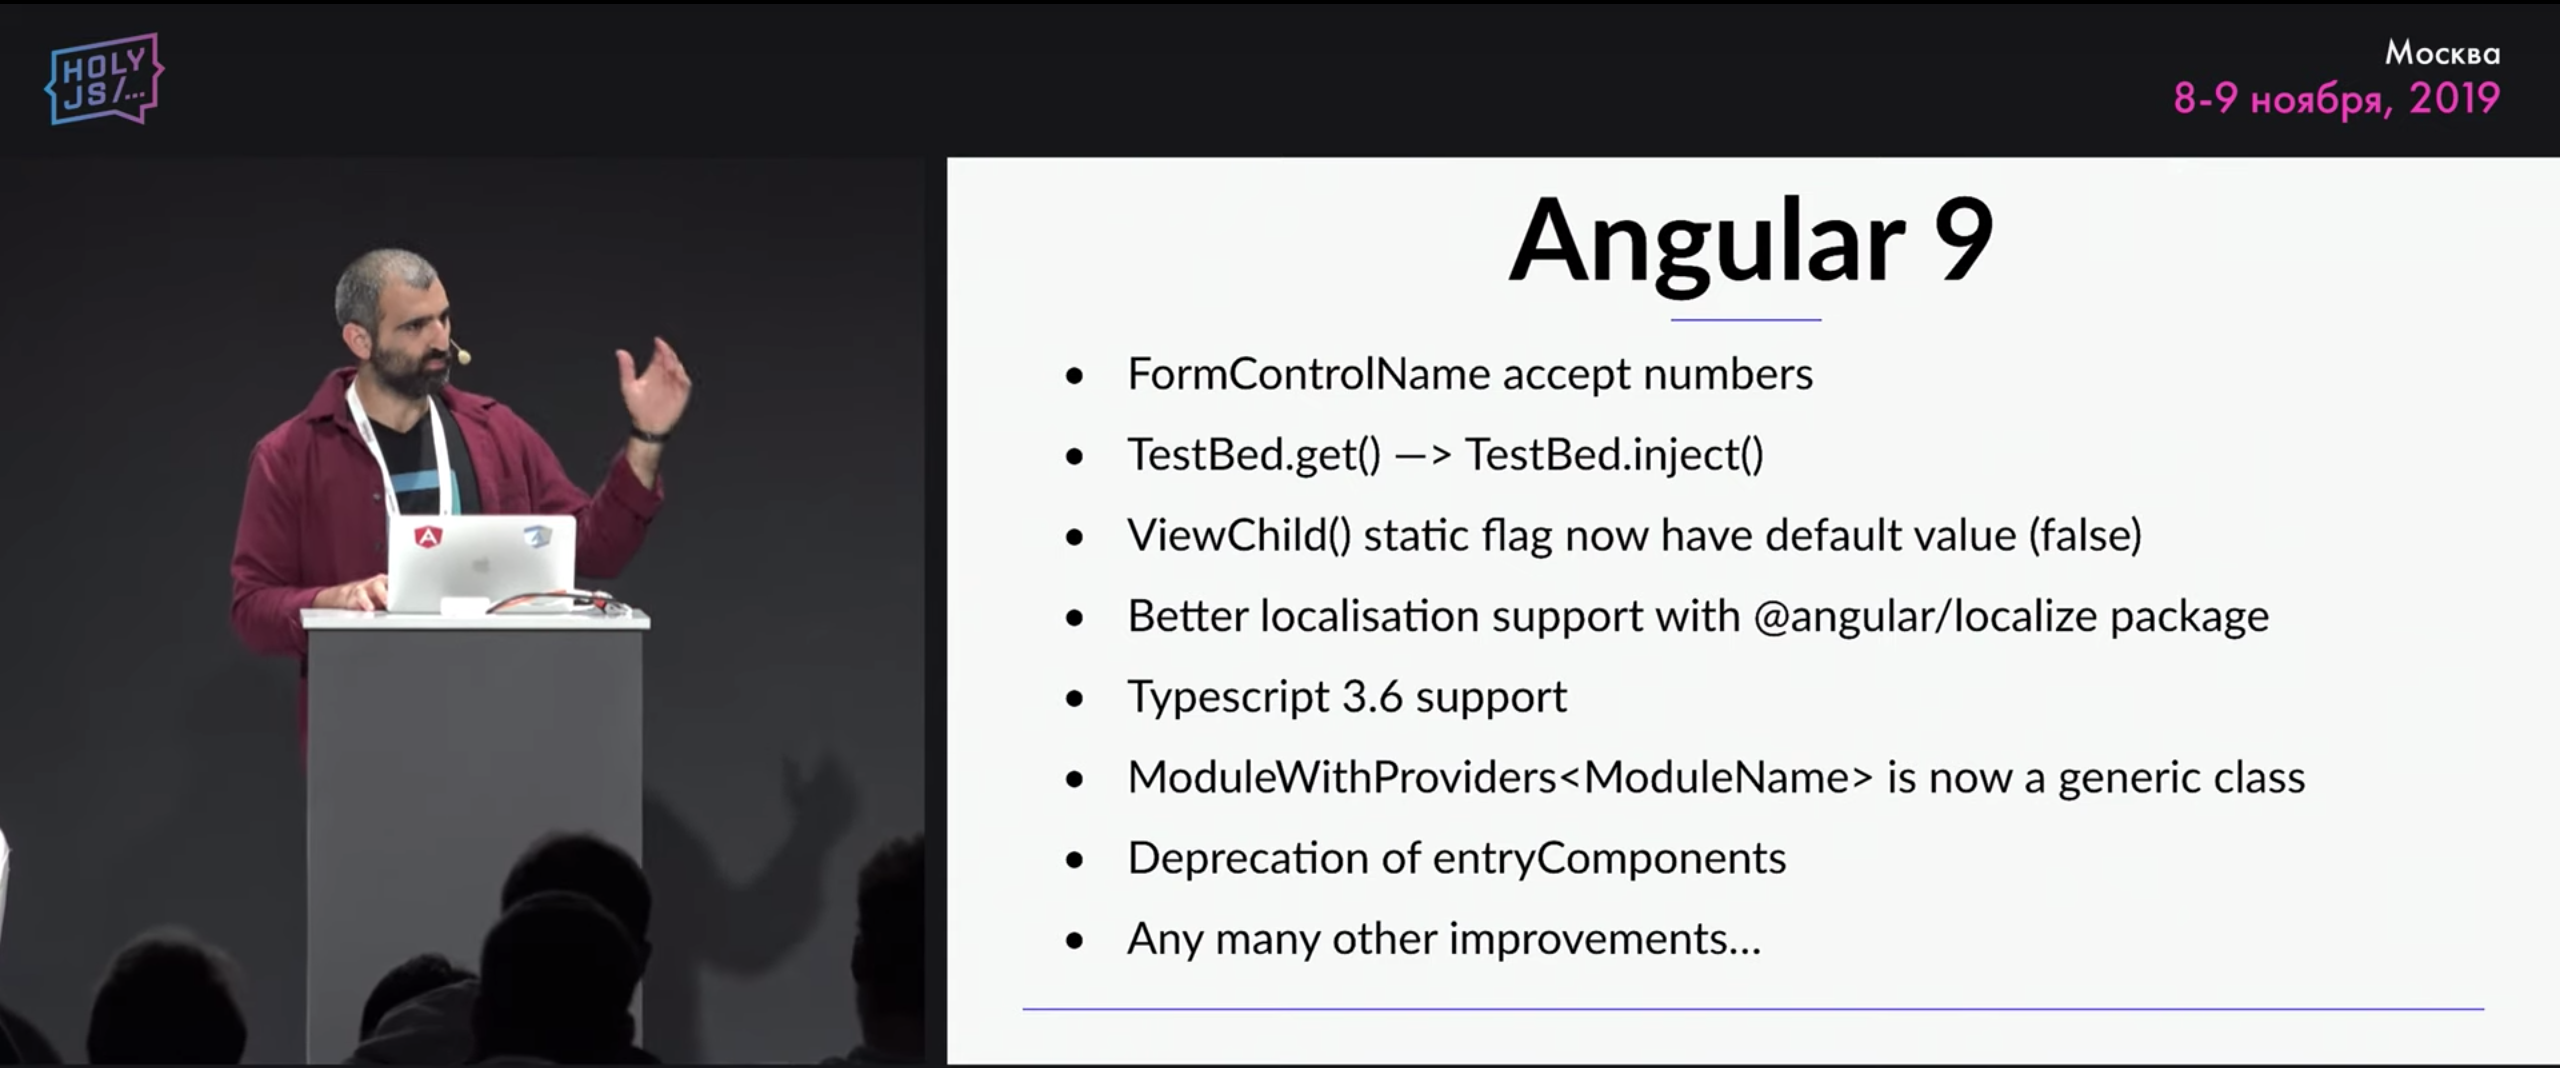 HOLY
JS/...
Москва
8-9 ноября, 2019
Angular 9
• FormControlName accept numbers
• TestBed.get() —> TestBed.inject()
• ViewChild() static flag now have default value (false)
• Better localisation support with @angular/localize package
• Typescript 3.6 support
• ModuleWithProviders<ModuleName> is now a generic class
• Deprecation of entryComponents
• Any many other improvements...